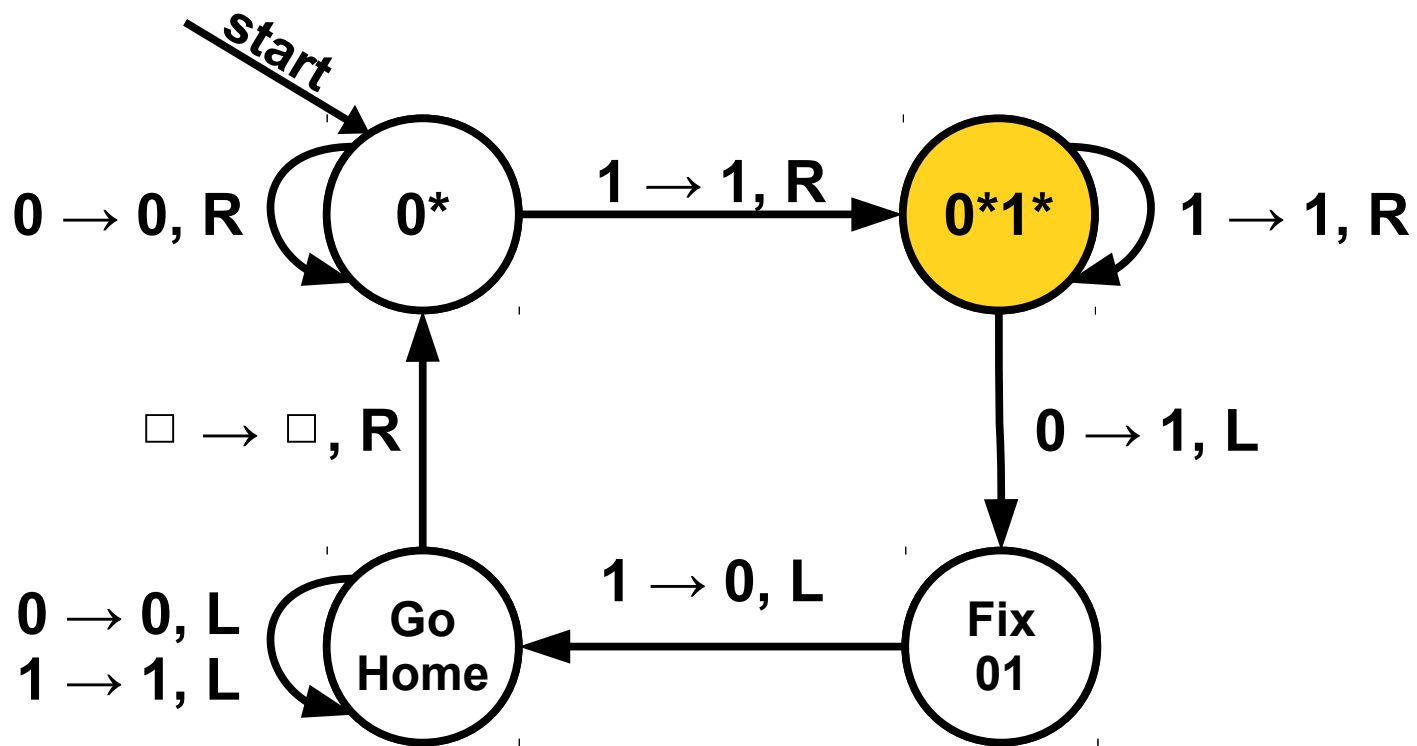 start
0 → 0, R
0*
1 → 1, R
0*1*
1 → 1, R
□ → □, R
0 → 1, L
0 → 0, L
1 → 1, L
Go
Home
1 → 0, L
Fix
01